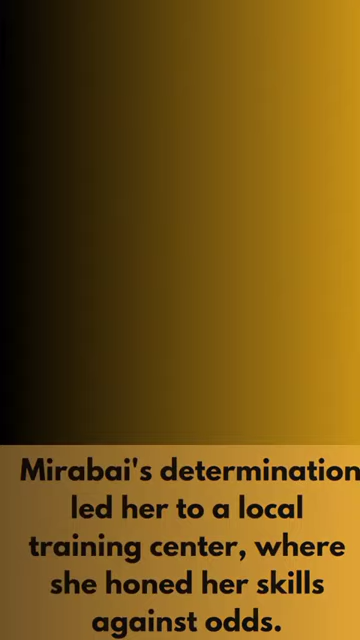 Mirabai's determination
led her to a local
training center, where
she honed her skills
against odds.